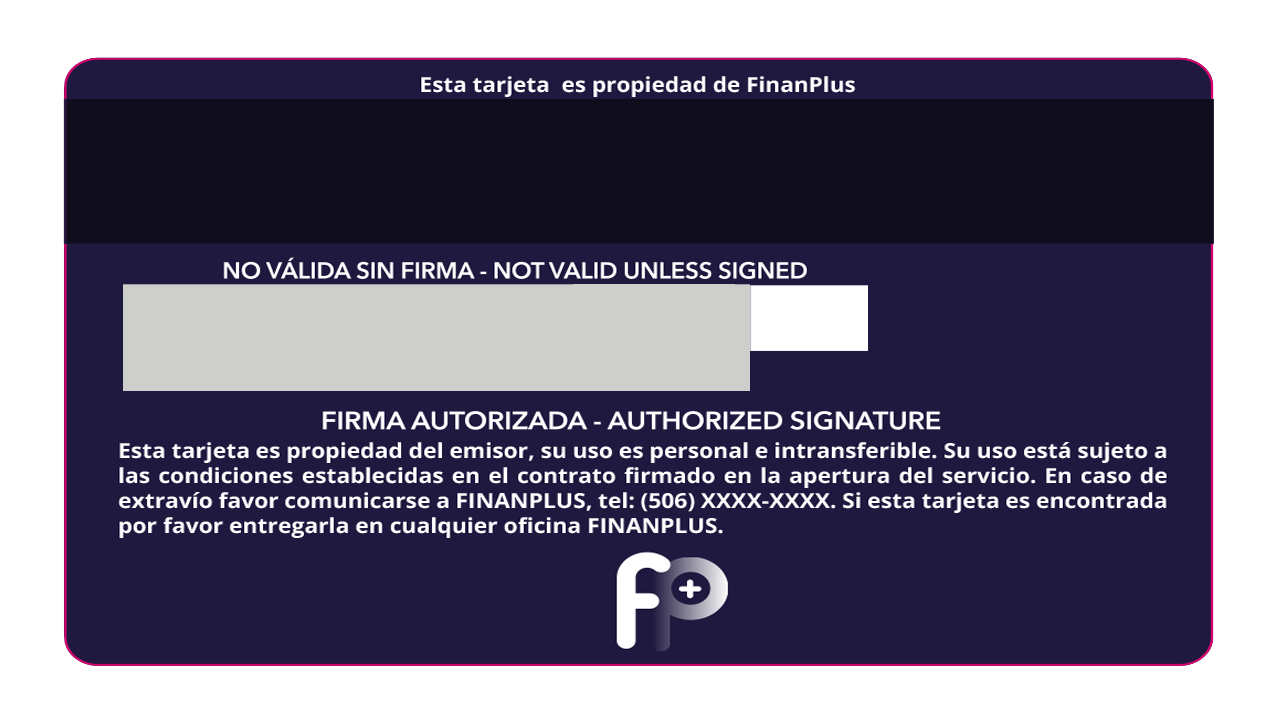 Esta tarjeta  es propiedad de FinanPlus
NO VÁLIDA SIN FIRMA - NOT VALID UNLESS SIGNED
FIRMA AUTORIZADA - AUTHORIZED SIGNATURE
Esta tarjeta es propiedad del emisor, su uso es personal e intransferible. Su uso está sujeto a
las condiciones establecidas en el contrato firmado en la apertura del servicio. En caso de
extravío favor comunicarse a FINANPLUS, tel: (506) XXXX-XXXX. Si esta tarjeta es encontrada
por favor entregarla en cualquier oficina FINANPLUS.
FP+